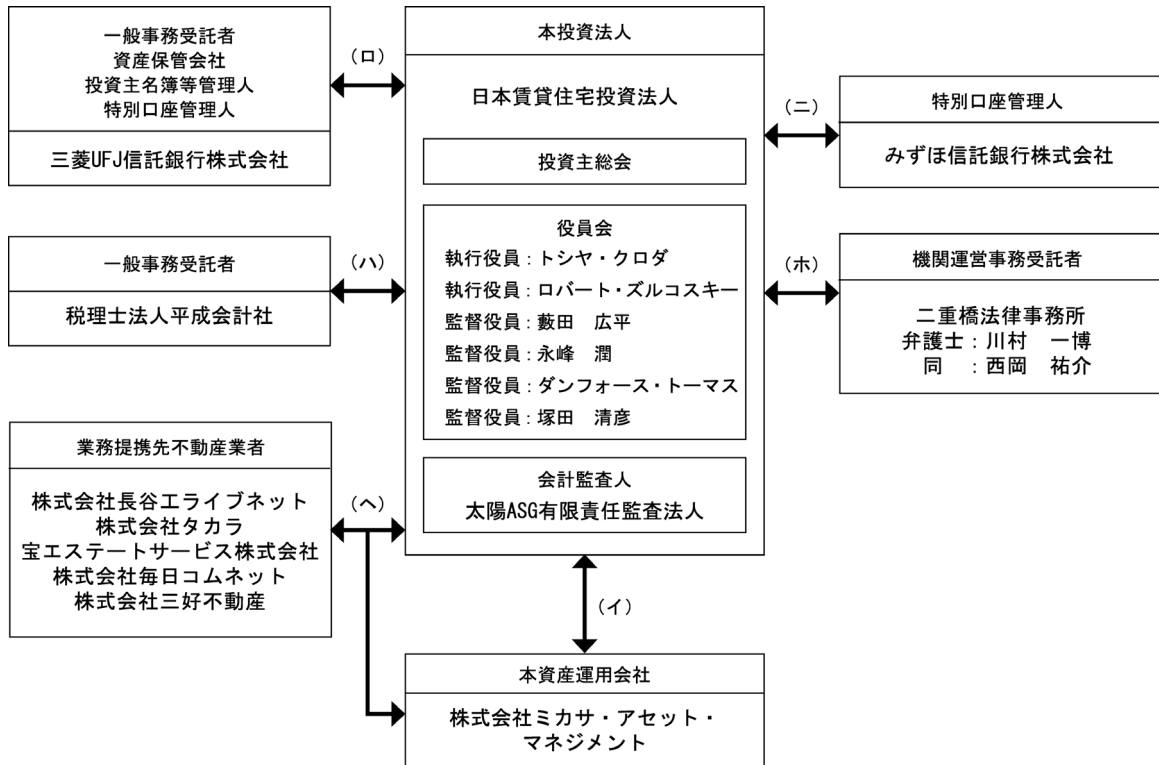 一般事務受託者
資産保管会社
投資主名簿等管理人
特別口座管理人
三菱UFJ信託銀行株式会社
(ロ)
本投資法人
日本賃貸住宅投資法人
投資主総会
役員会
執行役員：トシヤ・クロダ
執行役員：ロバート・ズルコスキー
監督役員：藪田　広平
監督役員：永峰　潤
監督役員：ダンフォース・トーマス
監督役員：塚田　清彦
会計監査人
太陽ASG有限責任監査法人
(ニ)
特別口座管理人
みずほ信託銀行株式会社
一般事務受託者
税理士法人平成会計社
(ハ)
(ホ)
機関運営事務受託者
二重橋法律事務所
弁護士：川村　一博
同　：西岡　祐介
業務提携先不動産業者
株式会社長谷工ライブネット
株式会社タカラ
宝エステートサービス株式会社
株式会社毎日コムネット
株式会社三好不動産
(ヘ)
(イ)
本資産運用会社
株式会社ミカサ・アセット・
マネジメント